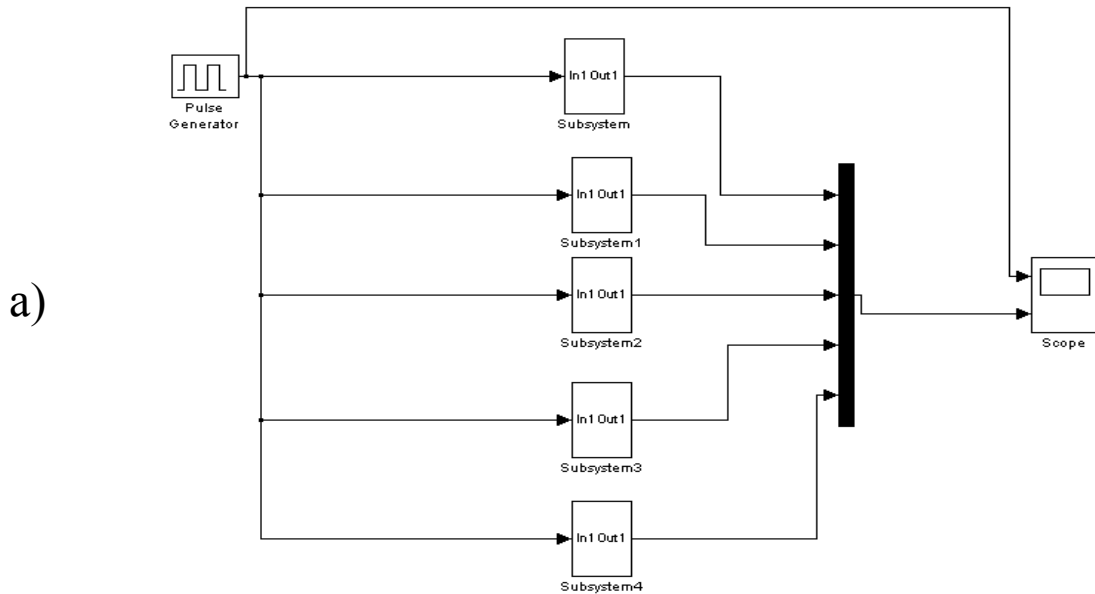 In1 Out1
Pulse
Generator
Subsystem
In1 Out1
Subsystem1
In1 Out1
a)
Subsystem2
Scope
In1 Out1
Subsystem3
In1 Out1
Subsystem4